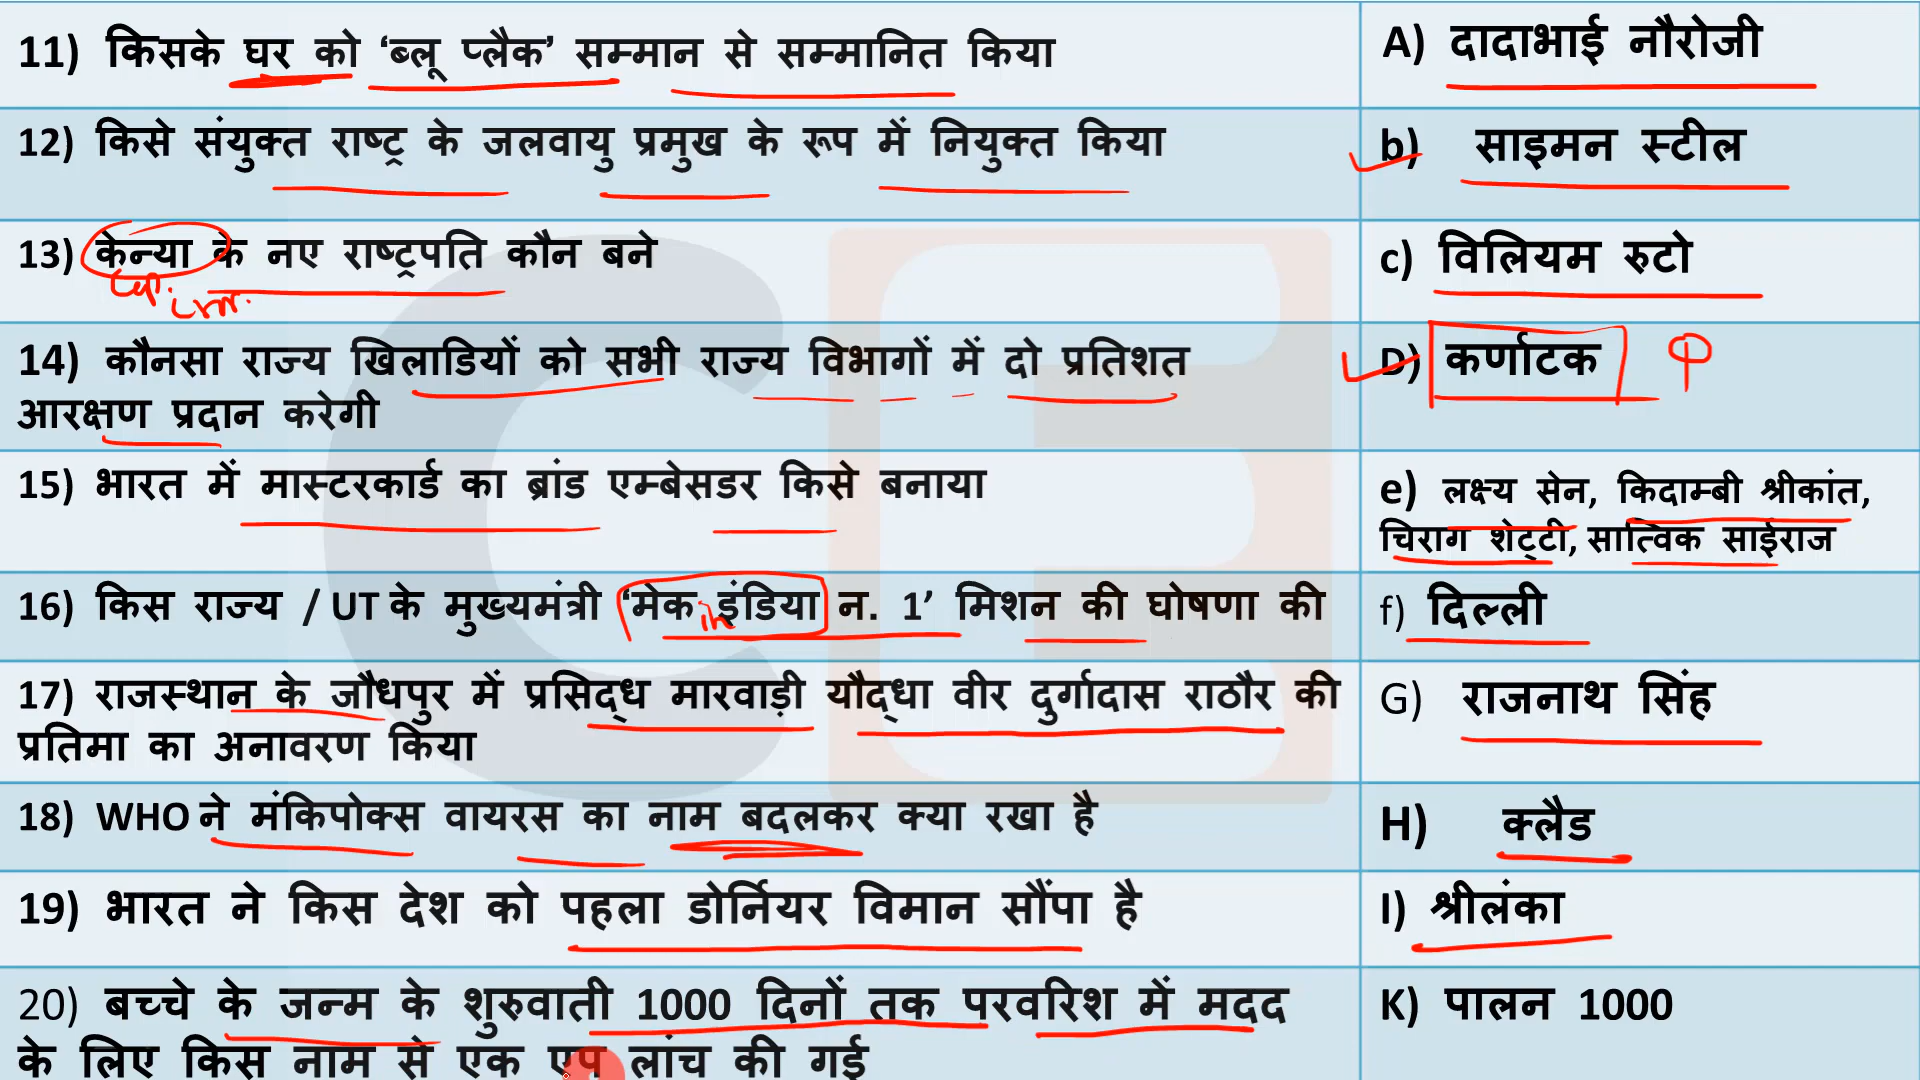 11) किसके घर को ‘ब्लू प्लैक’ सम्मान से सम्मानित किया
A) दादाभाई नौरोजी
12) किसे संयुक्त राष्ट्र के जलवायु प्रमुख के रूप में नियुक्त किया
b) साइमन स्टील
13) केन्या के नए राष्ट्रपति कौन बने
c) विलियम रुटो
14) कौनसा राज्य खिलाडियों को सभी राज्य विभागों में दो प्रतिशत
आरक्षण प्रदान करेगी
D) कर्णाटक
15) भारत में मास्टरकार्ड का ब्रांड एम्बेसडर किसे बनाया
e) लक्ष्य सेन, किदाम्बी श्रीकांत,
चिराग शेट्टी, सात्विक साईराज
16) किस राज्य / UT के मुख्यमंत्री ‘मेक इंडिया न. 1’ मिशन की घोषणा की
in
f) दिल्ली
17) राजस्थान के जौधपुर में प्रसिद्ध मारवाड़ी यौद्धा वीर दुर्गादास राठौर की
प्रतिमा का अनावरण किया
G) राजनाथ सिंह
18) WHO ने मंकिपोक्स वायरस का नाम बदलकर क्या रखा है
H) क्लैड
19) भारत ने किस देश को पहला डोर्नियर विमान सौंपा है
I) श्रीलंका
20) बच्चे के जन्म के शुरुवाती 1000 दिनों तक परवरिश में मदद
के लिए किस नाम से एक एप लांच की गई
K) पालन 1000